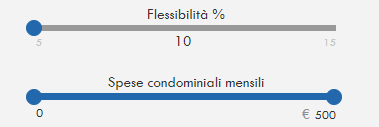 Flessibilità %
5 10 15
Spese condominiali mensili
0 € 500